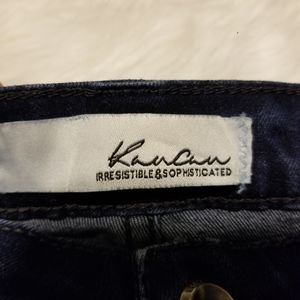 KanCan
IRRESISTIBLE & SOPHISTICATED